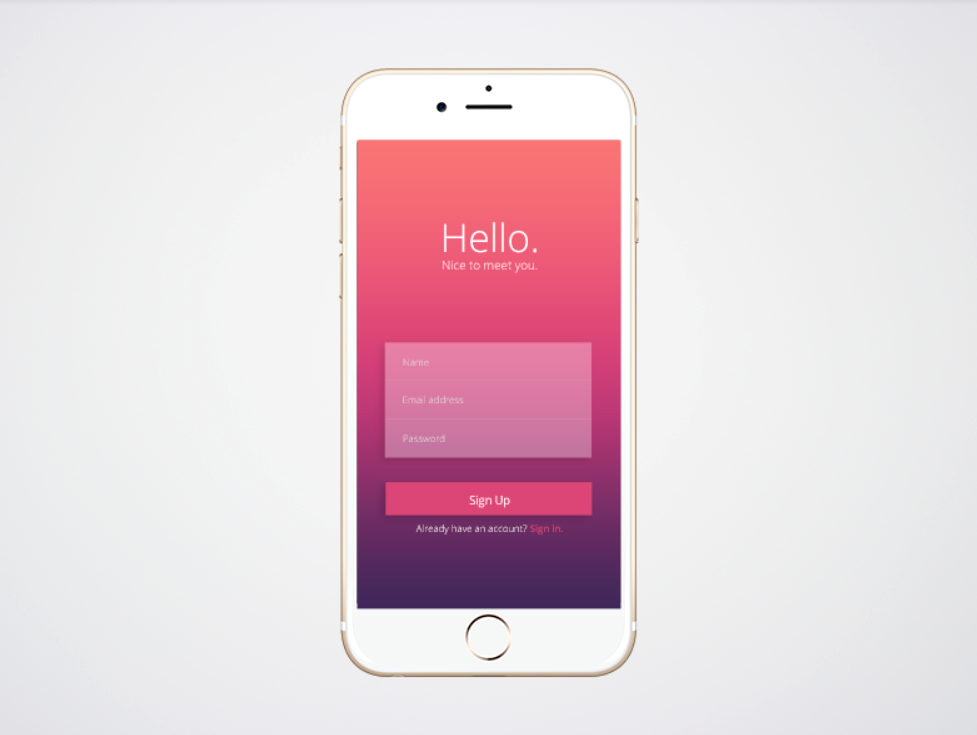 Hello.
Nice to meet you.
Name
Email address
Password
Sign Up
Already have an account? Sign in.